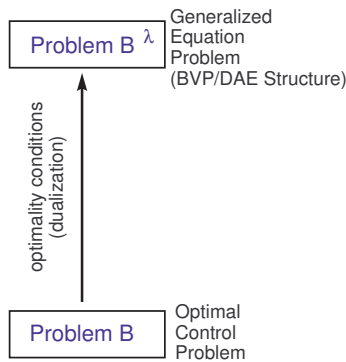 Problem B λ
Generalized
Equation
Problem
(BVP/DAE Structure)
optimality conditions
(dualization)
Problem B
Optimal
Control
Problem